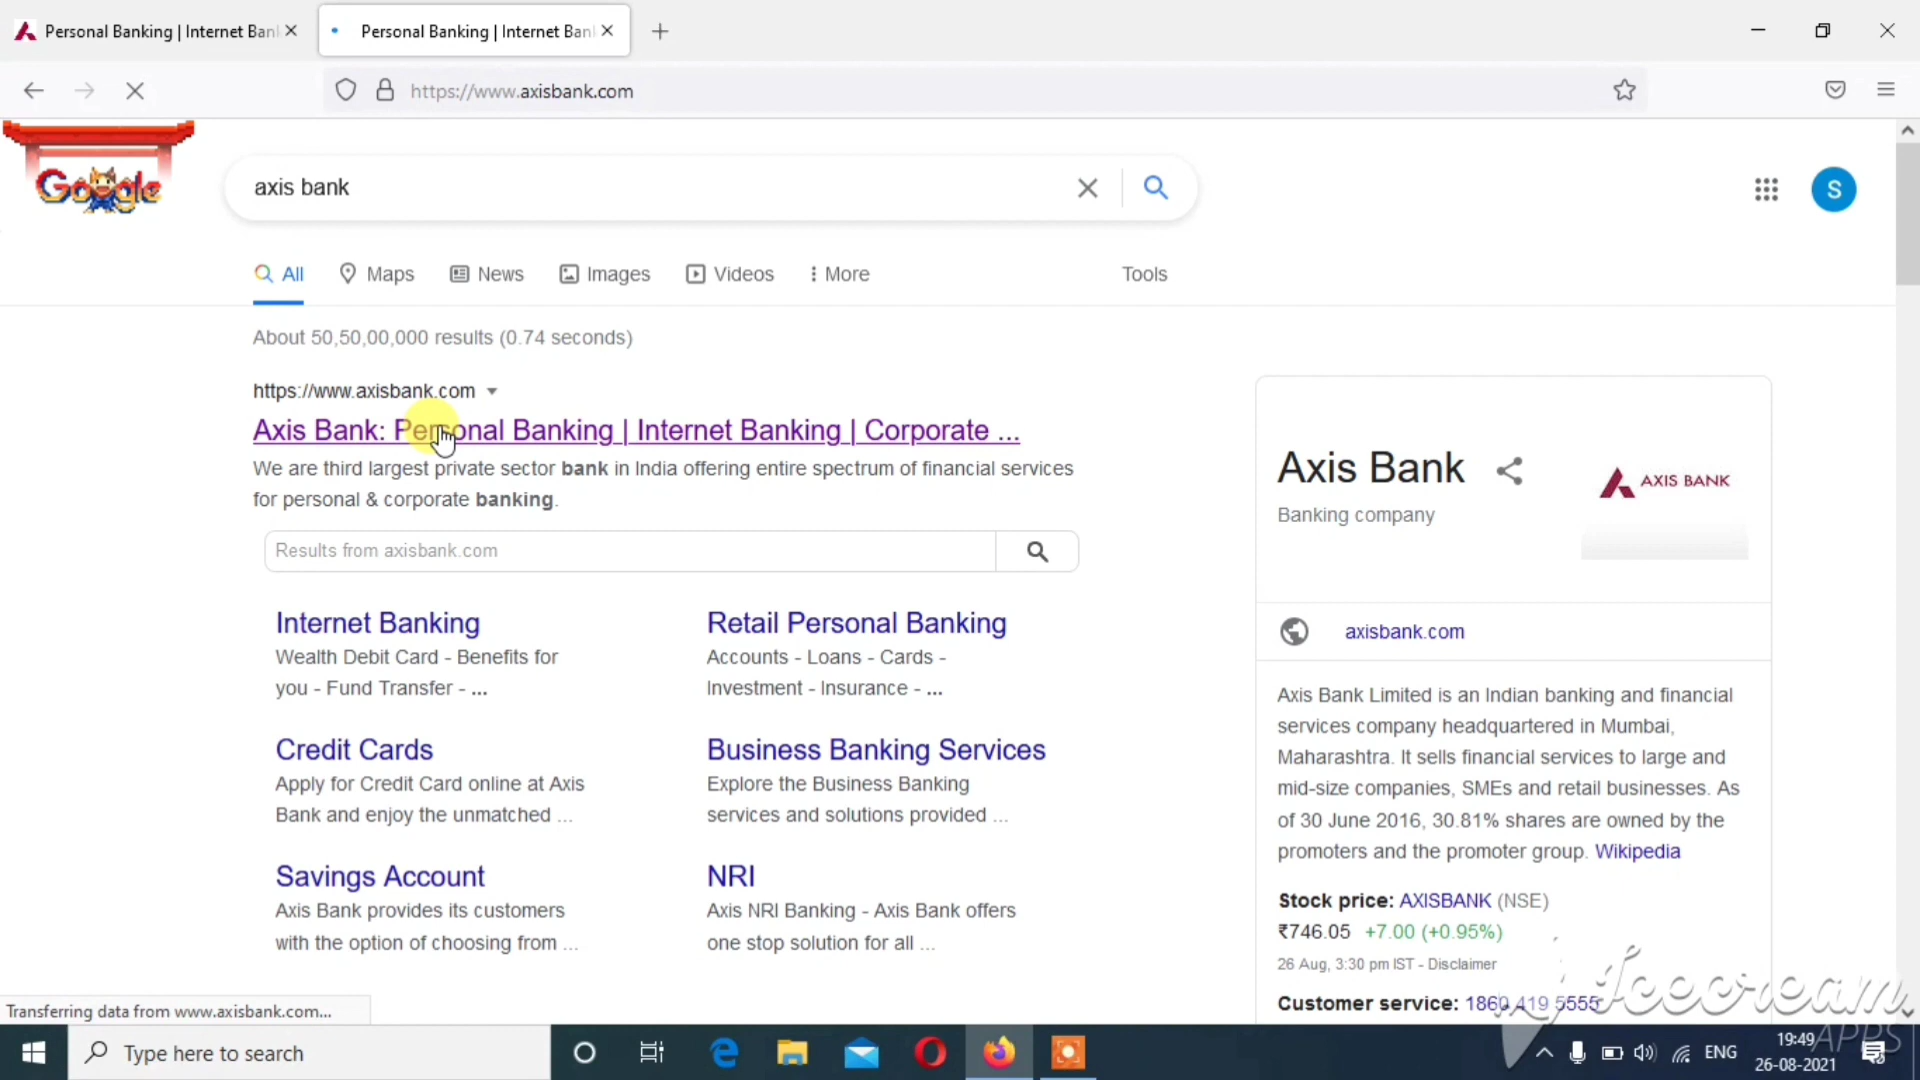 Personal Banking | Internet Ban
Personal Banking | Internet Ban
https://www.axisbank.com
Google
axis bank
S
All
Maps
News
Images
Videos
More
Tools
About 50,50,00,000 results (0.74 seconds)
https://www.axisbank.com
Axis Bank: Personal Banking | Internet Banking | Corporate ...
We are third largest private sector bank in India offering entire spectrum of financial services
for personal & corporate banking.
Results from axisbank.com
Internet Banking
Wealth Debit Card - Benefits for
you - Fund Transfer - ...
Retail Personal Banking
Accounts - Loans - Cards -
Investment - Insurance - ...
Credit Cards
Apply for Credit Card online at Axis
Bank and enjoy the unmatched ...
Business Banking Services
Explore the Business Banking
services and solutions provided ...
Savings Account
Axis Bank provides its customers
with the option of choosing from ...
NRI
Axis NRI Banking - Axis Bank offers
one stop solution for all ...
Axis Bank
Banking company
AXIS BANK
axisbank.com
Axis Bank Limited is an Indian banking and financial
services company headquartered in Mumbai,
Maharashtra. It sells financial services to large and
mid-size companies, SMEs and retail businesses. As
of 30 June 2016, 30.81% shares are owned by the
promoters and the promoter group. Wikipedia
Stock price: AXISBANK (NSE)
₹746.05 +7.00 (+0.95%)
26 Aug, 3:30 pm IST - Disclaimer
Customer service: 1860 419 5555
Icecream
APPS
Transferring data from www.axisbank.com...
Type here to search
ENG
19:49
26-08-2021